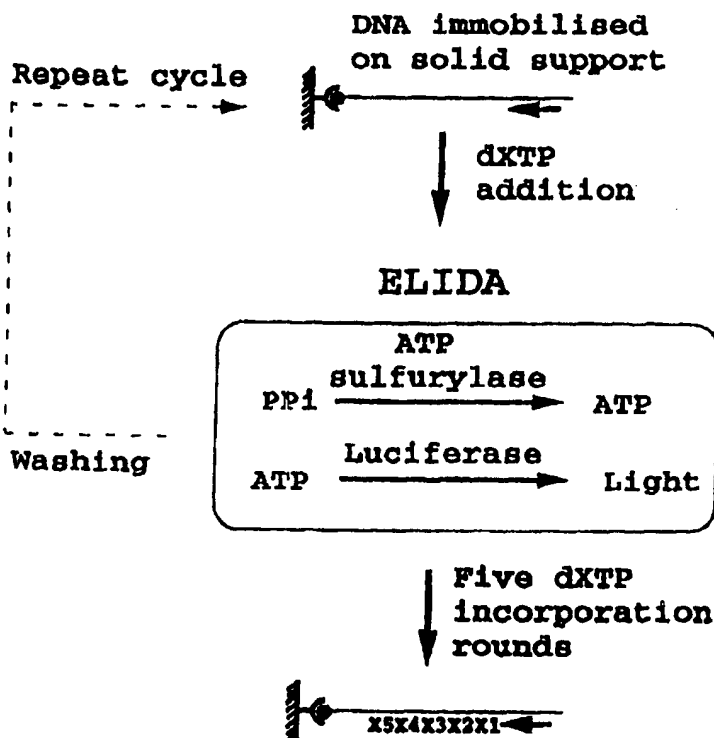 DNA immobilised
on solid support
Repeat cycle
dXTP
addition
ELIDA
ATP
sulfurylase
PPi
ATP
Washing
Luciferase
ATP
Light
Five dXTP
incorporation
rounds
X5X4X3X2X1